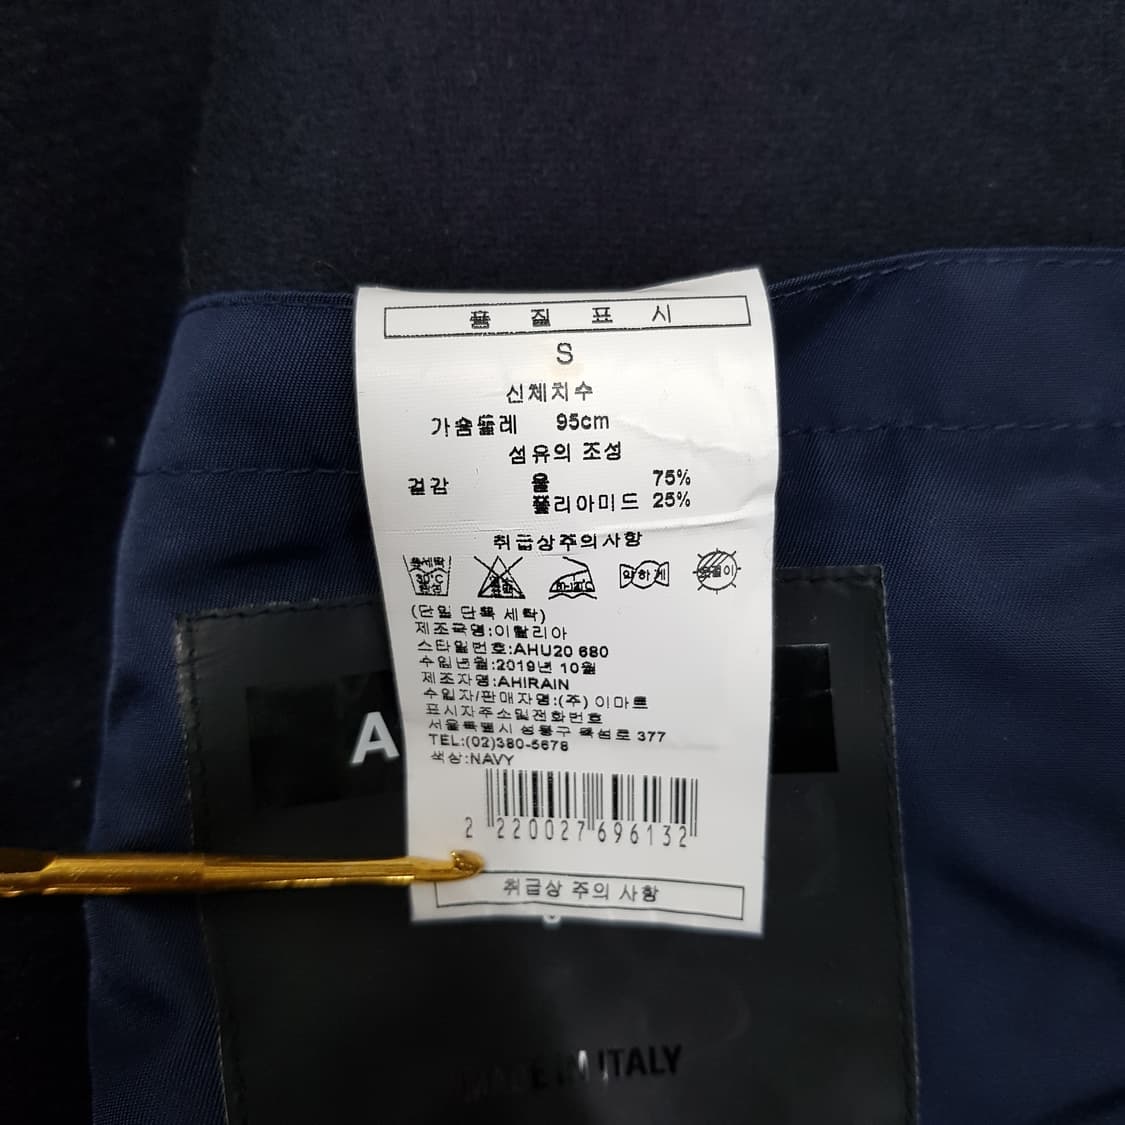 품 질 표 시
S
신체치수
가슴둘레 95cm
섬유의 조성
겉감 울 75%
폴리아미드 25%
취급상주의사항
약하게
(단일 단독 세탁)
제조국명:이탈리아
스타일번호:AHU20 680
수입년월:2019년 10월
제조자명:AHIRAIN
수입자/판매자명:(주) 이마트
표시자주소및전화번호
서울특별시 성동구 뚝섬로 377
TEL:(02)380-5678
색상:NAVY
2 220027 696132
취급상 주의 사항
A
MADE IN ITALY